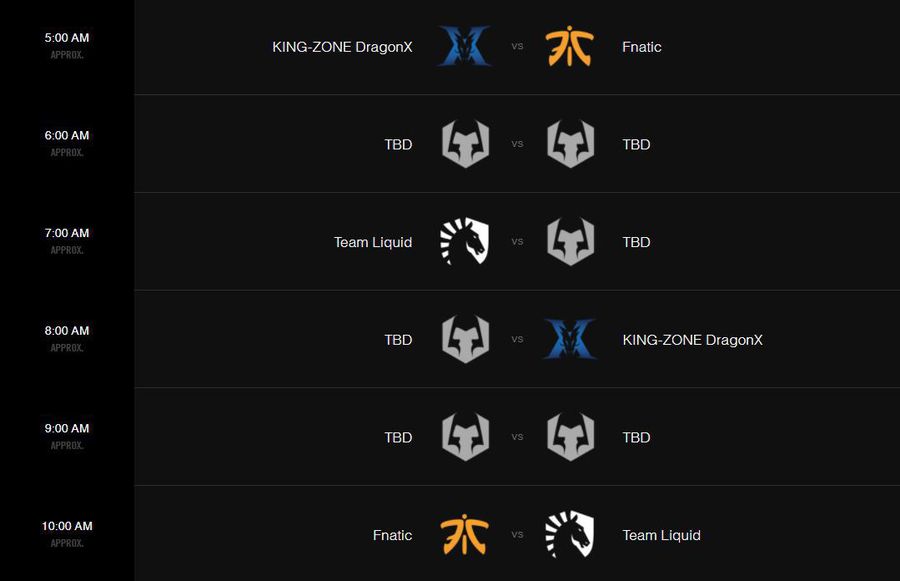 5:00 AM
APPROX.
KING-ZONE DragonX vs Fnatic
6:00 AM
APPROX.
TBD vs TBD
7:00 AM
APPROX.
Team Liquid vs TBD
8:00 AM
APPROX.
TBD vs KING-ZONE DragonX
9:00 AM
APPROX.
TBD vs TBD
10:00 AM
APPROX.
Fnatic vs Team Liquid